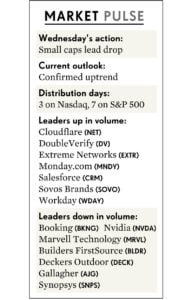 MARKET PULSE
Wednesday's action:
Small caps lead drop
Current outlook:
Confirmed uptrend
Distribution days:
3 on Nasdaq, 7 on S&P 500
Leaders up in volume:
Cloudflare (NET)
DoubleVerify (DV)
Extreme Networks (EXTR)
Monday.com (MNDY)
Salesforce (CRM)
Sovos Brands (SOVO)
Workday (WDAY)
Leaders down in volume:
Booking (BKNG) Nvidia (NVDA)
Marvell Technology (MRVL)
Builders FirstSource (BLDR)
Deckers Outdoor (DECK)
Gallagher (AJG)
Synopsys (SNPS)